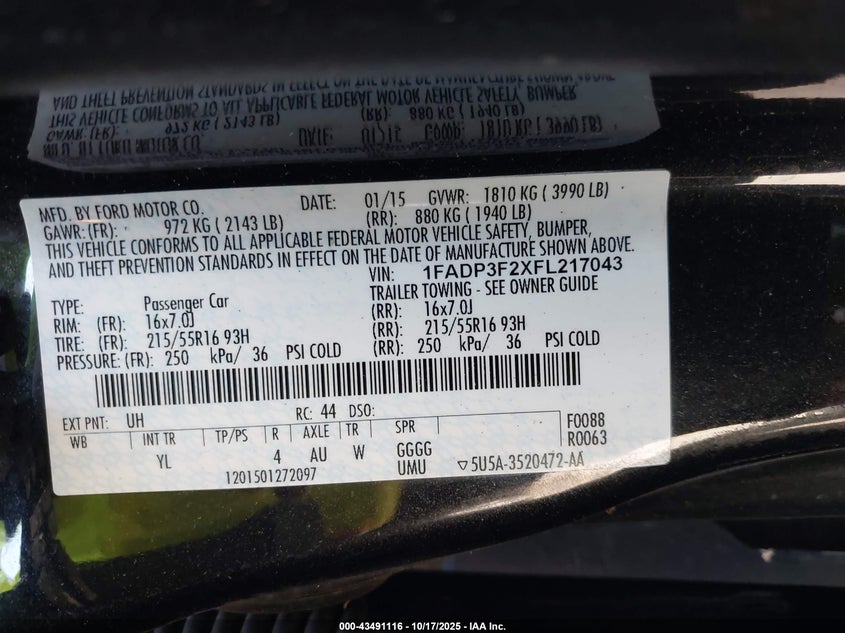 MFD. BY FORD MOTOR CO. DATE: 01/15 GVWR: 1810 KG ( 3990 LB)
GAWR:(FR): 972 KG ( 2143 LB) (RR): 880 KG ( 1940 LB)
THIS VEHICLE CONFORMS TO ALL APPLICABLE FEDERAL MOTOR VEHICLE SAFETY, BUMPER,
AND THEFT PREVENTION STANDARDS IN EFFECT ON THE DATE OF MANUFACTURE SHOWN ABOVE.
VIN: 1FADP3F2XFL217043
TYPE: Passenger Car TRAILER TOWING - SEE OWNER GUIDE
RIM: (FR): 16x7.0J (RR): 16x7.0J
TIRE: (FR): 215/55R16 93H (RR): 215/55R16 93H
PRESSURE: (FR): 250 kPa/ 36 PSI COLD (RR): 250 kPa/ 36 PSI COLD
EXT PNT: UH RC: 44 DSO: F0088
WB INT TR TP/PS R AXLE TR SPR R0063
YL 4 AU W GGGG
UMU
1201501272097 ▽5U5A-3520472-AA
000-43491116 - 10/17/2025 - IAA Inc.